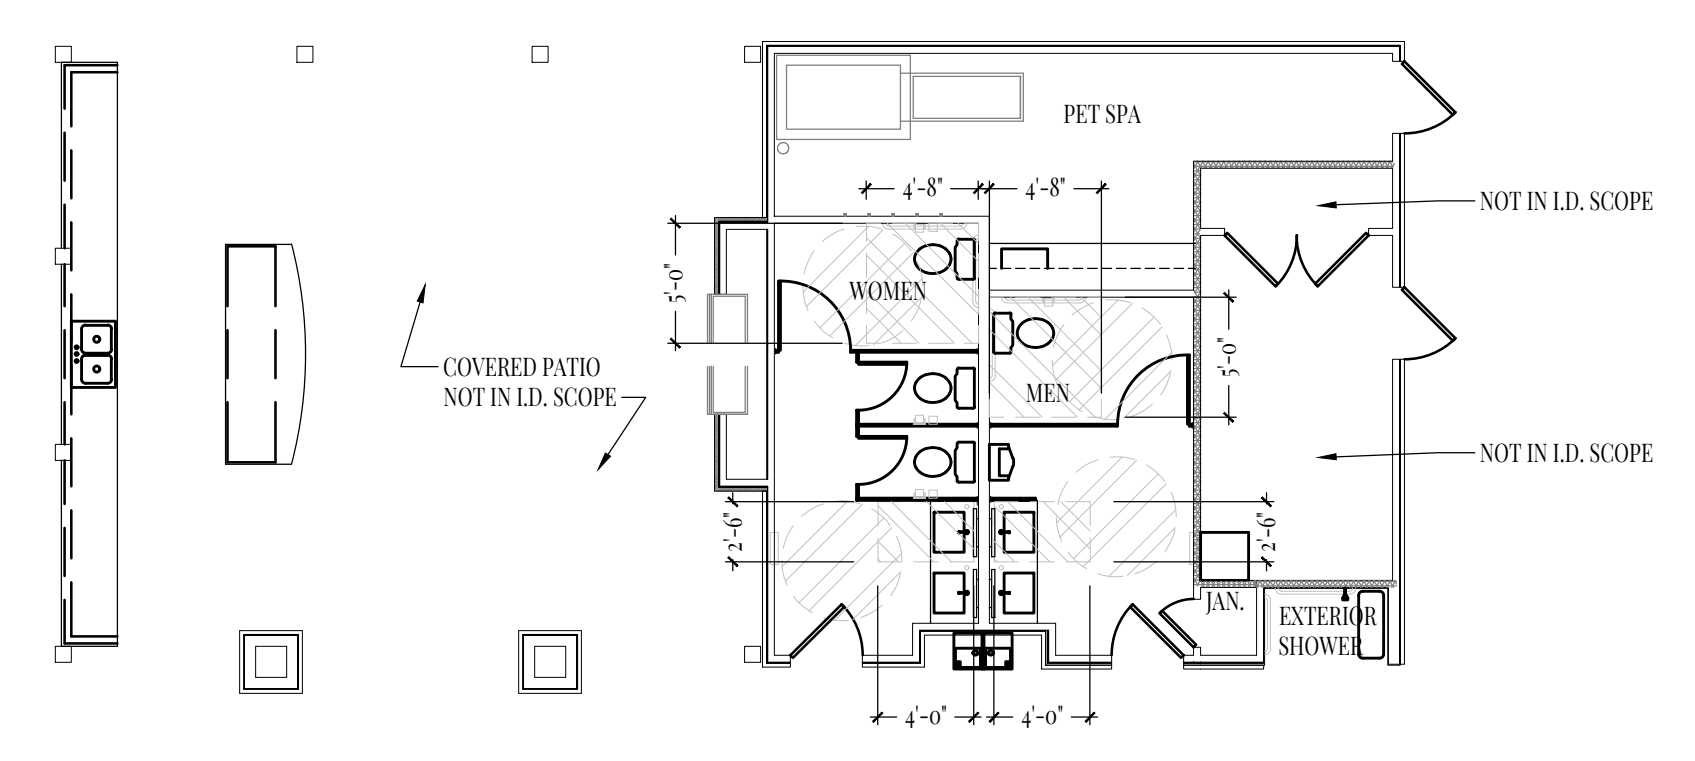 PET SPA
4'-8"
4'-8"
NOT IN I.D. SCOPE
5'-0"
WOMEN
COVERED PATIO
NOT IN I.D. SCOPE
5'-0"
MEN
NOT IN I.D. SCOPE
2'-6"
2'-6"
JAN.
EXTERIOR
SHOWER
4'-0"
4'-0"